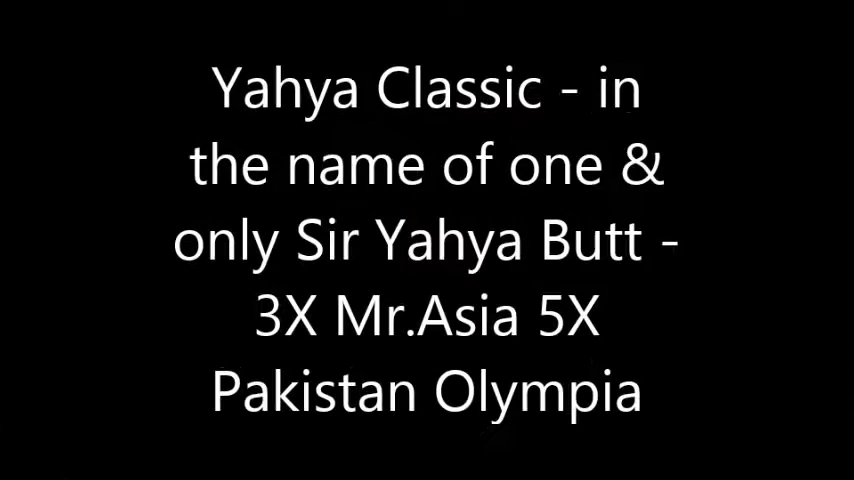 Yahya Classic - in
the name of one &
only Sir Yahya Butt -
3X Mr.Asia 5X
Pakistan Olympia